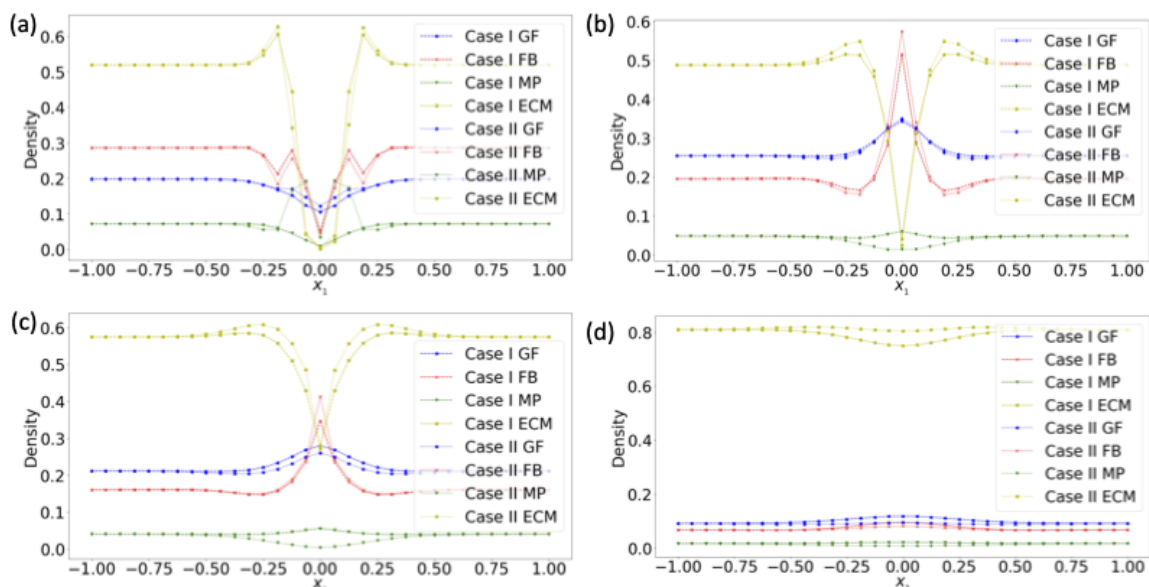 (a)
0.6
0.5
0.4
0.3
0.2
0.1
0.0
Density
Case I GF
Case I FB
Case I MP
Case I ECM
Case II GF
Case II FB
Case II MP
Case II ECM
−1.00 −0.75 −0.50 −0.25 0.00 0.25 0.50 0.75 1.00
x₁
(b)
0.6
0.5
0.4
0.3
0.2
0.1
0.0
Density
Case I GF
Case I FB
Case I MP
Case I ECM
Case II GF
Case II FB
Case II MP
Case II ECM
−1.00 −0.75 −0.50 −0.25 0.00 0.25 0.50 0.75 1.00
x₁
(c)
0.6
0.5
0.4
0.3
0.2
0.1
0.0
Density
Case I GF
Case I FB
Case I MP
Case I ECM
Case II GF
Case II FB
Case II MP
Case II ECM
−1.00 −0.75 −0.50 −0.25 0.00 0.25 0.50 0.75 1.00
x
(d)
0.8
0.6
0.4
0.2
0.0
Density
Case I GF
Case I FB
Case I MP
Case I ECM
Case II GF
Case II FB
Case II MP
Case II ECM
−1.00 −0.75 −0.50 −0.25 0.00 0.25 0.50 0.75 1.00
x